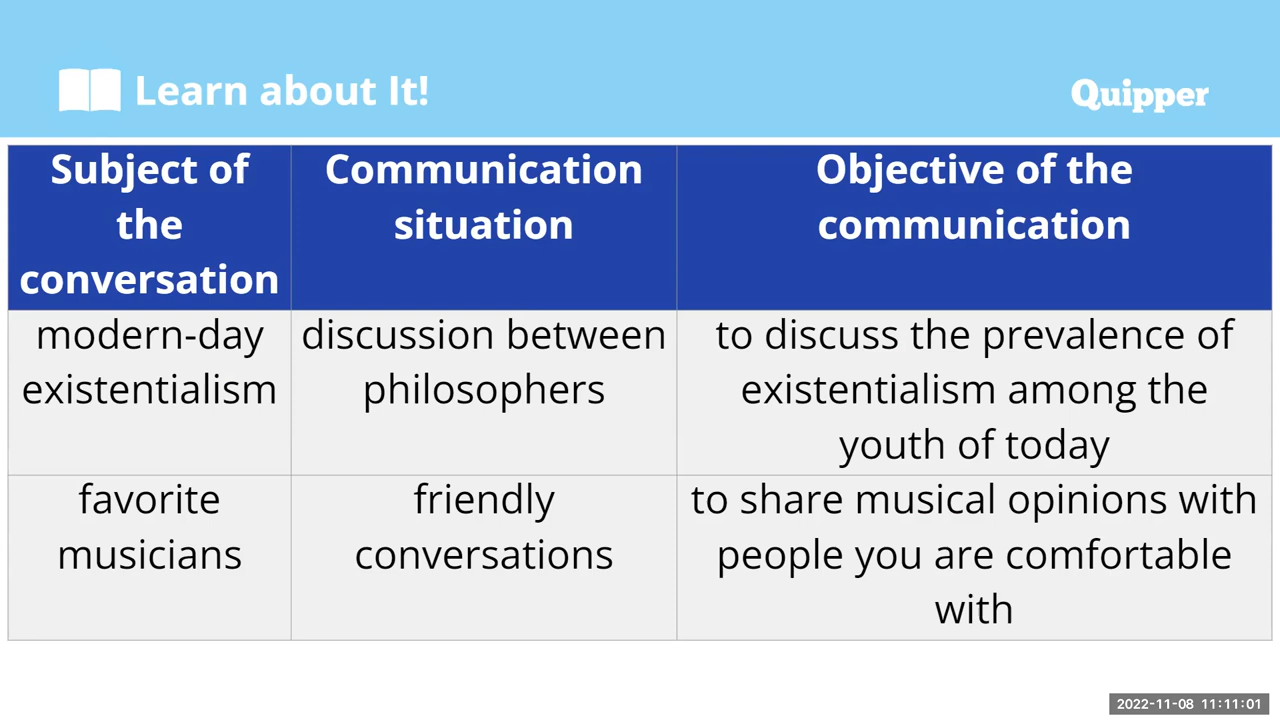 Learn about It!
Quipper
Subject of
the
conversation
Communication
situation
Objective of the
communication
modern-day
existentialism
discussion between
philosophers
to discuss the prevalence of
existentialism among the
youth of today
favorite
musicians
friendly
conversations
to share musical opinions with
people you are comfortable
with
2022-11-08 11:11:01